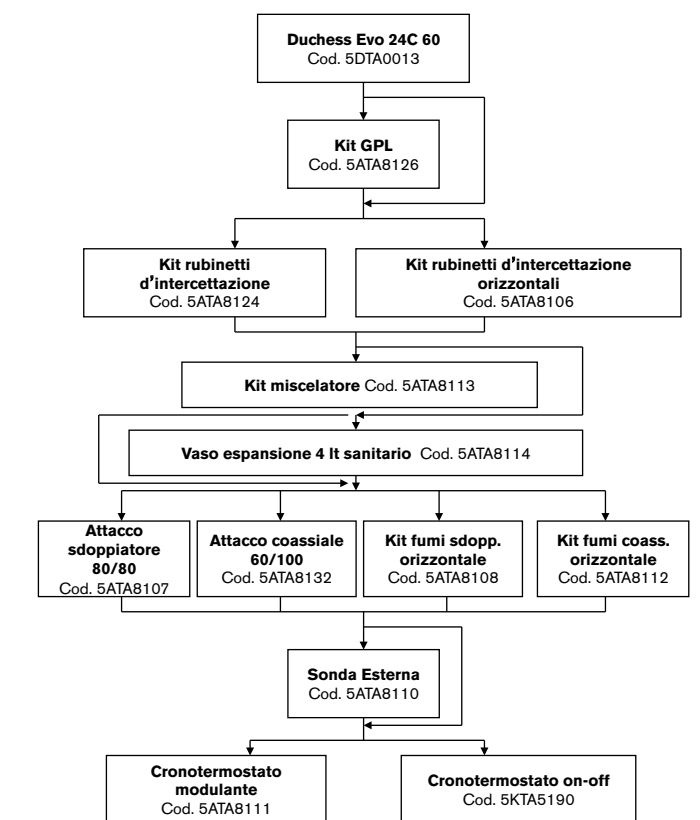 Duchess Evo 24C 60
Cod. 5DTA0013
Kit GPL
Cod. 5ATA8126
Kit rubinetti
d'intercettazione
Cod. 5ATA8124
Kit rubinetti d'intercettazione
orizzontali
Cod. 5ATA8106
Kit miscelatore Cod. 5ATA8113
Vaso espansione 4 lt sanitario Cod. 5ATA8114
Attacco
sdoppiatore
80/80
Cod. 5ATA8107
Attacco coassiale
60/100
Cod. 5ATA8132
Kit fumi sdopp.
orizzontale
Cod. 5ATA8108
Kit fumi coass.
orizzontale
Cod. 5ATA8112
Sonda Esterna
Cod. 5ATA8110
Cronotermostato
modulante
Cod. 5ATA8111
Cronotermostato on-off
Cod. 5KTA5190